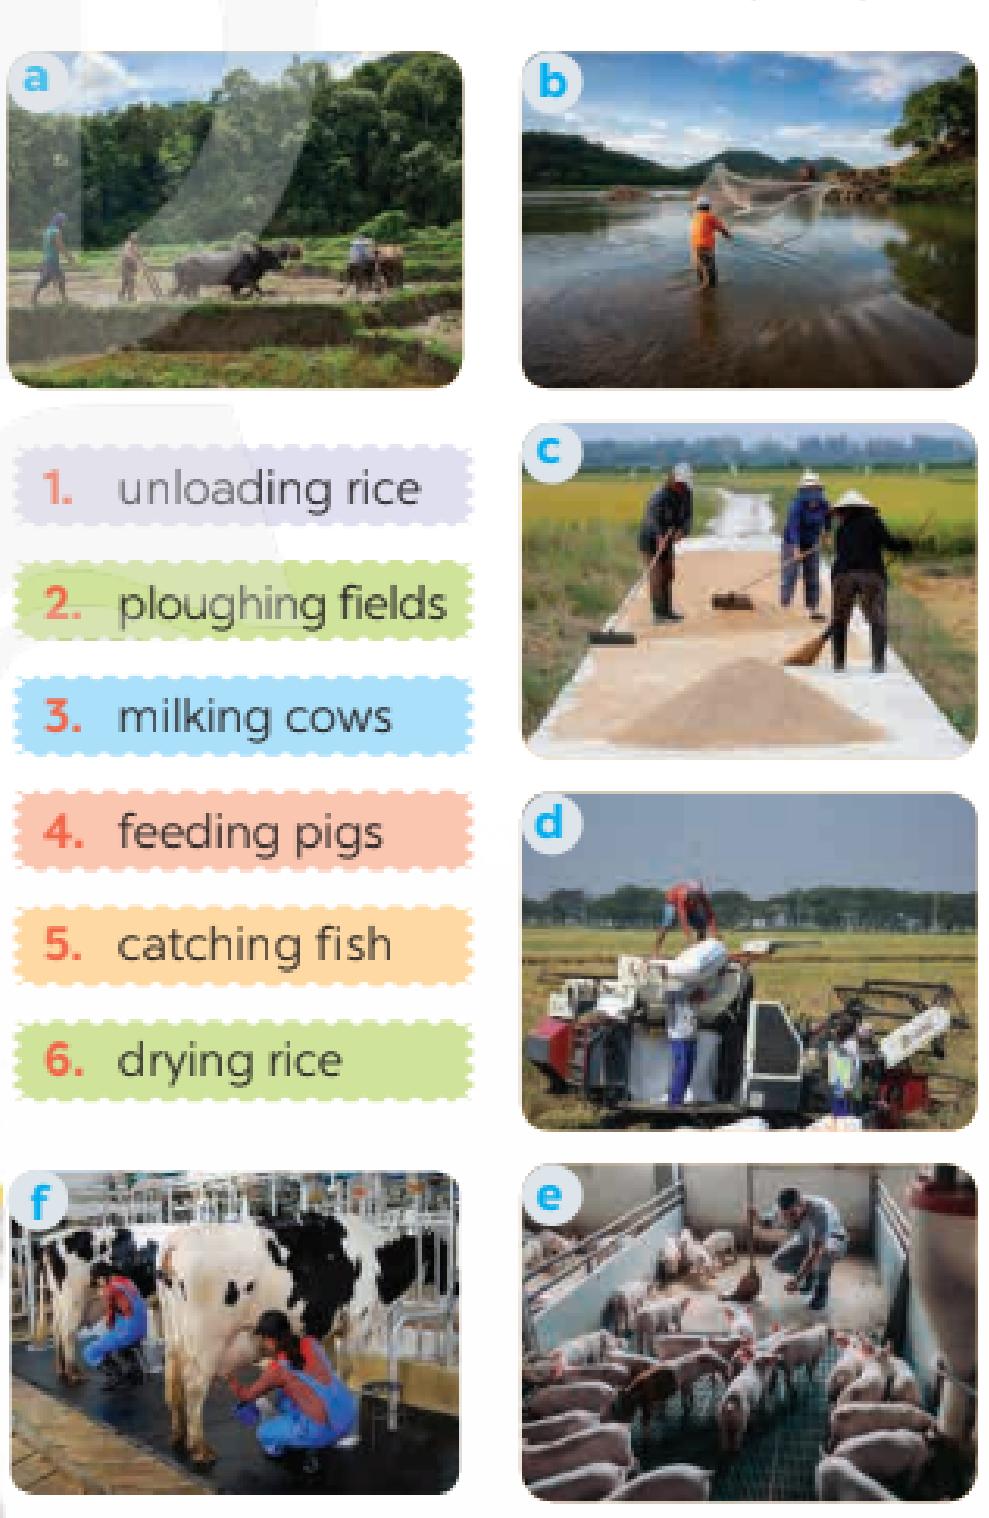 a
b
1. unloading rice
c
2. ploughing fields
3. milking cows
4. feeding pigs
d
5. catching fish
6. drying rice
f
e